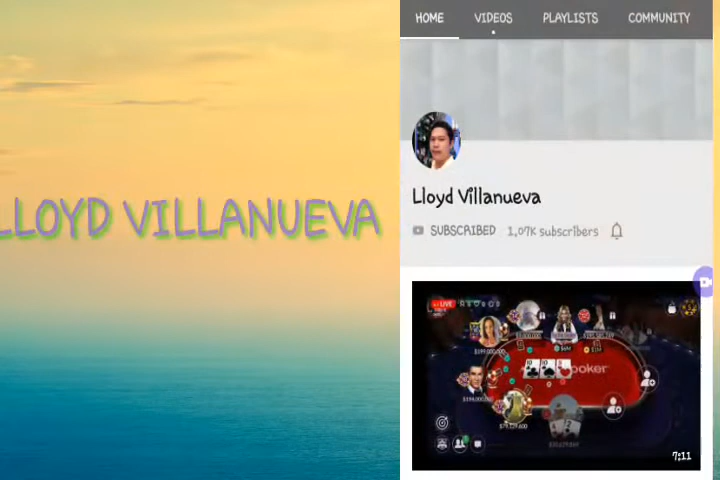 LLOYD VILLANUEVA
HOME VIDEOS PLAYLISTS COMMUNITY
Lloyd Villanueva
SUBSCRIBED 1,07K subscribers
LIVE
poker
7:11